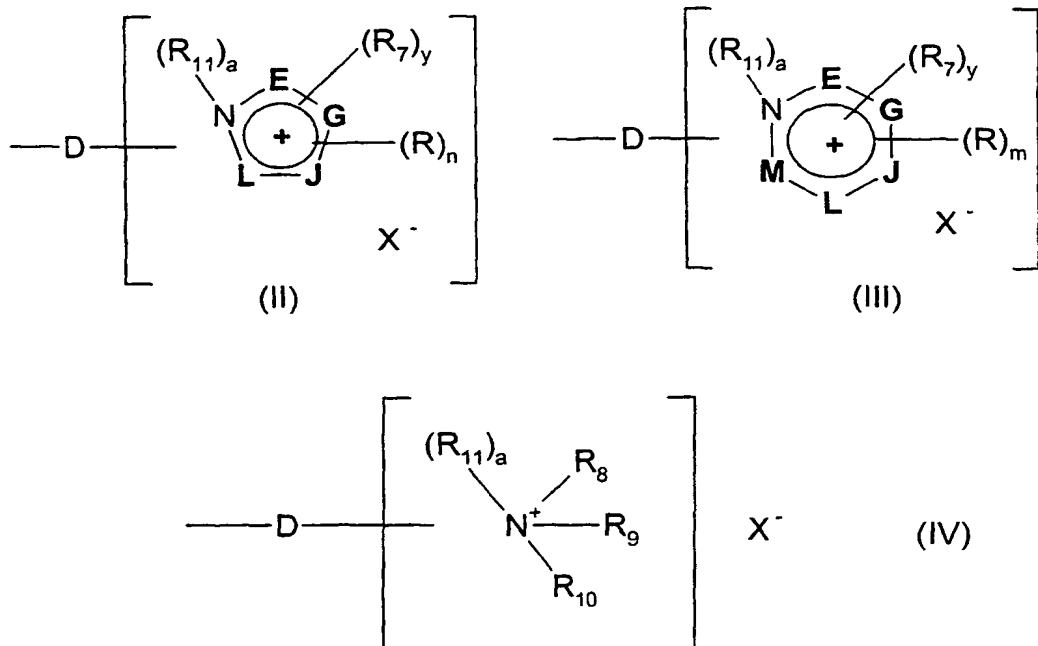 (R₁₁)ₐ (R₇)ᵧ
E
N G
+
D (R)ₙ
L J
X⁻
(II)
(R₁₁)ₐ (R₇)ᵧ
E
N G
+
D (R)ₘ
M J
L
X⁻
(III)
(R₁₁)ₐ R₈
D N⁺ R₉ X⁻ (IV)
R₁₀